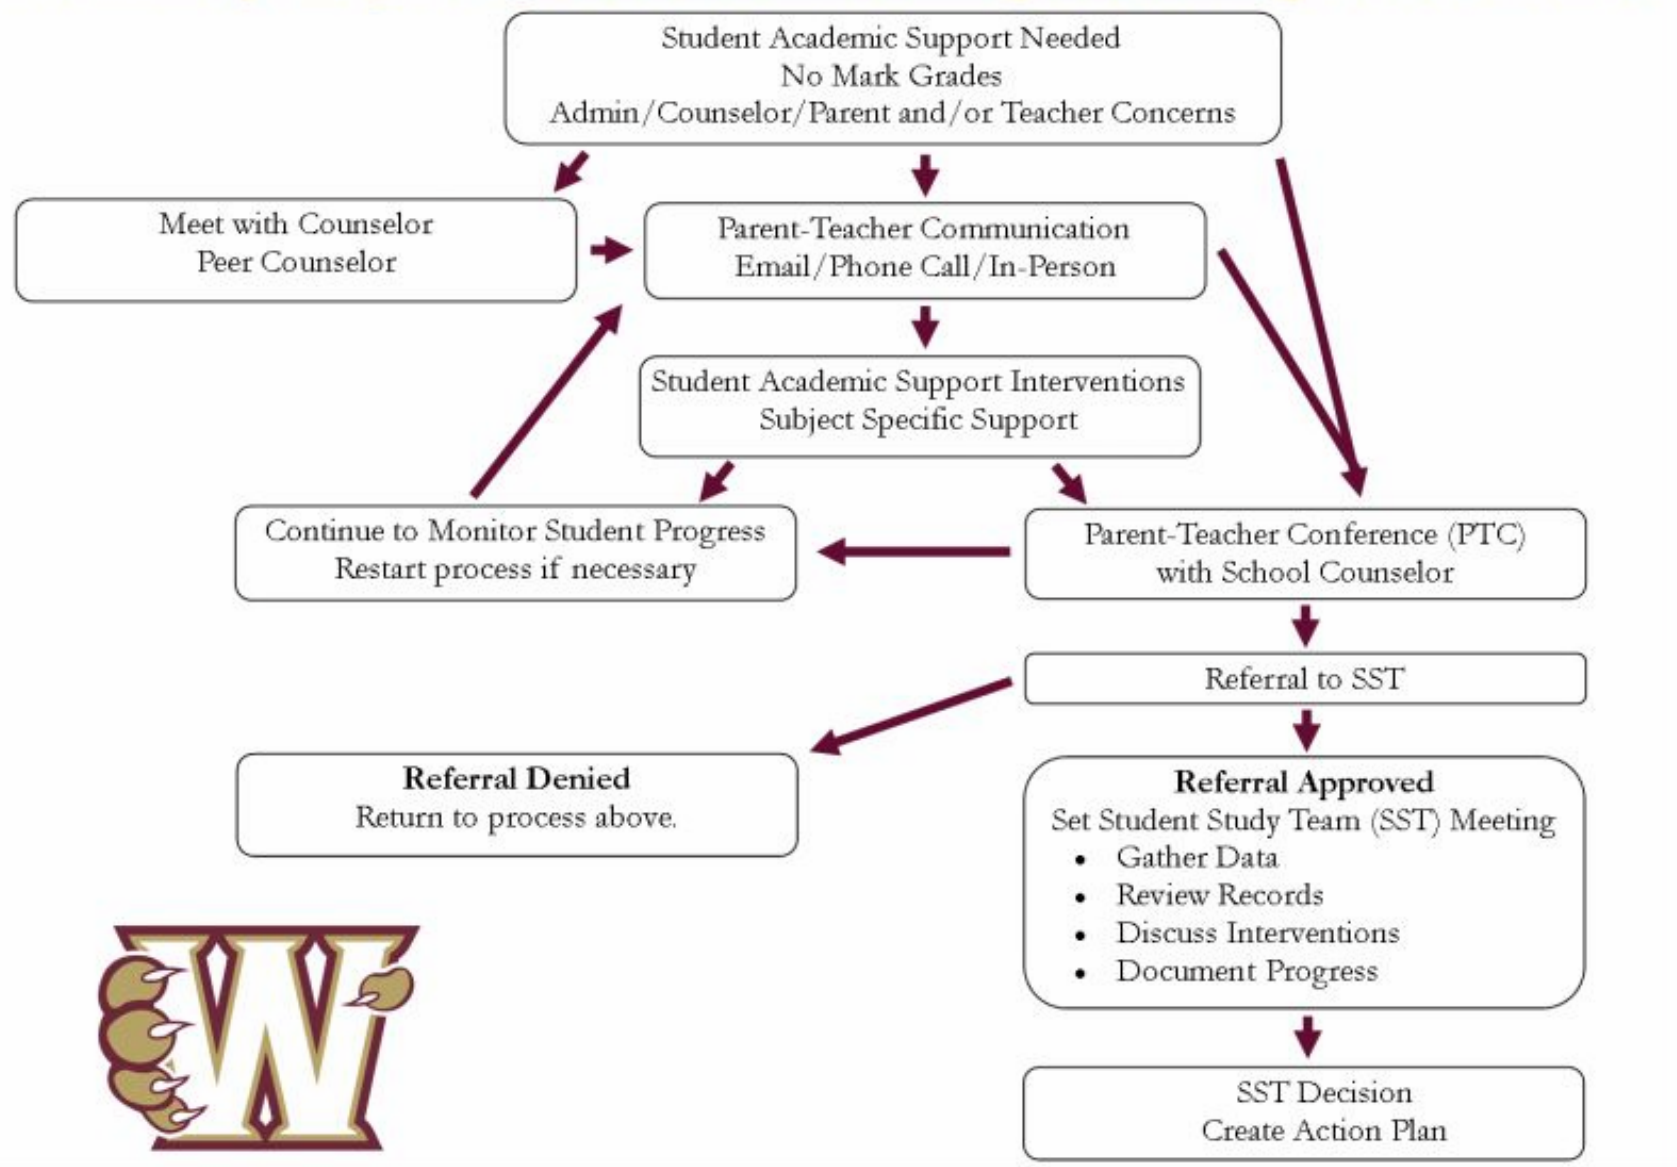 Student Academic Support Needed
No Mark Grades
Admin/Counselor/Parent and/or Teacher Concerns
Meet with Counselor
Peer Counselor
Parent-Teacher Communication
Email/Phone Call/In-Person
Student Academic Support Interventions
Subject Specific Support
Continue to Monitor Student Progress
Restart process if necessary
Parent-Teacher Conference (PTC)
with School Counselor
Referral to SST
Referral Denied
Return to process above.
Referral Approved
Set Student Study Team (SST) Meeting
• Gather Data
• Review Records
• Discuss Interventions
• Document Progress
SST Decision
Create Action Plan
W